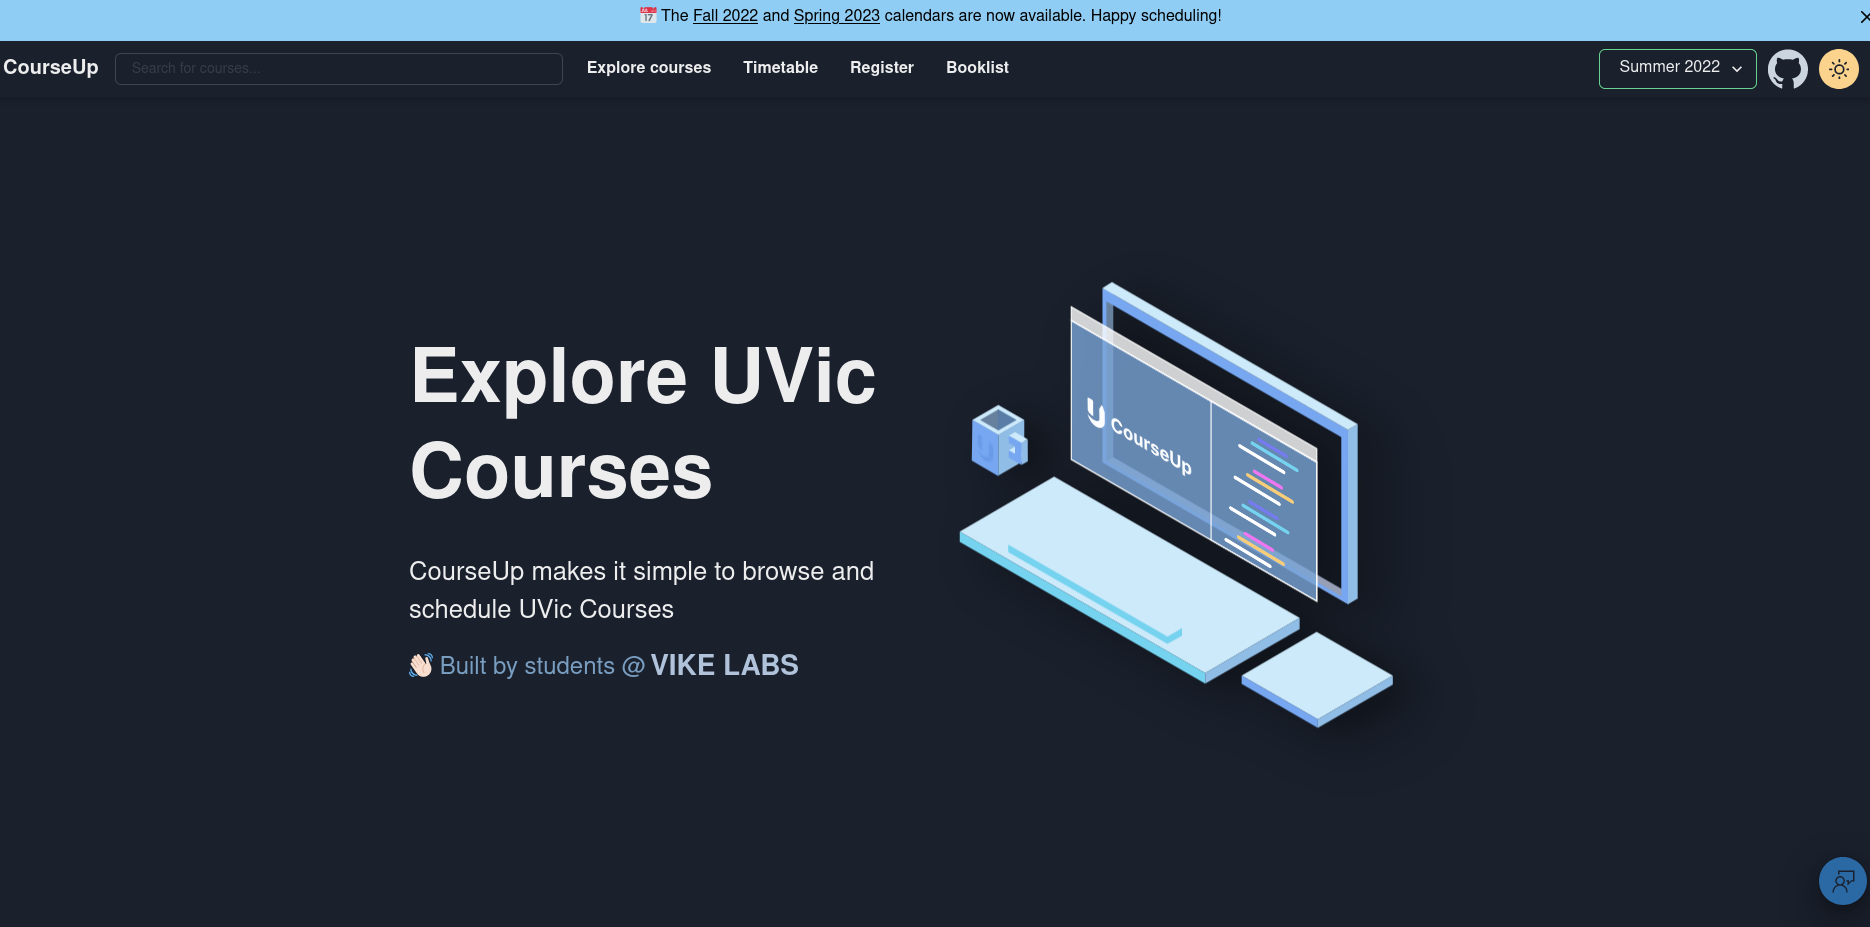 📅 The Fall 2022 and Spring 2023 calendars are now available. Happy scheduling!
CourseUp
Search for courses...
Explore courses
Timetable
Register
Booklist
Summer 2022
Explore UVic
Courses
CourseUp makes it simple to browse and
schedule UVic Courses
👋🏻 Built by students @ VIKE LABS
CourseUp